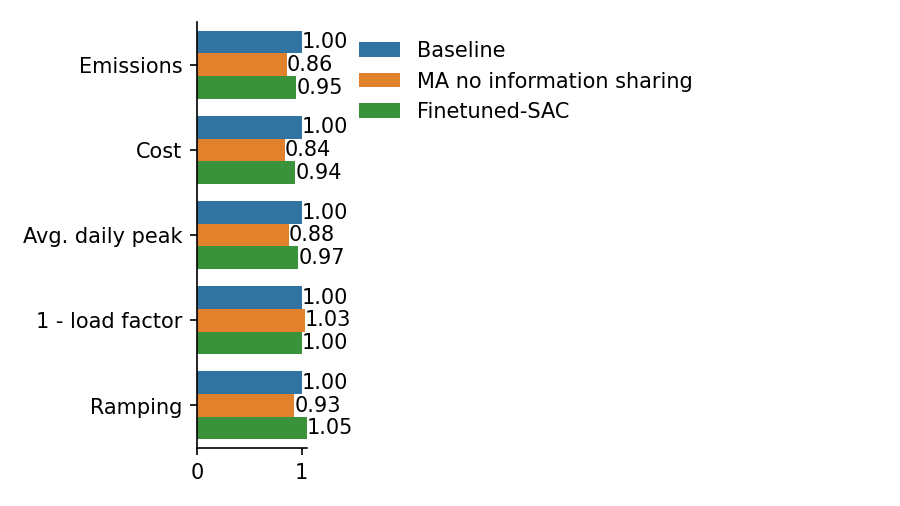 Emissions
1.00
0.86
0.95
Cost
1.00
0.84
0.94
Avg. daily peak
1.00
0.88
0.97
1 - load factor
1.00
1.03
1.00
Ramping
1.00
0.93
1.05
0 1
Baseline
MA no information sharing
Finetuned-SAC